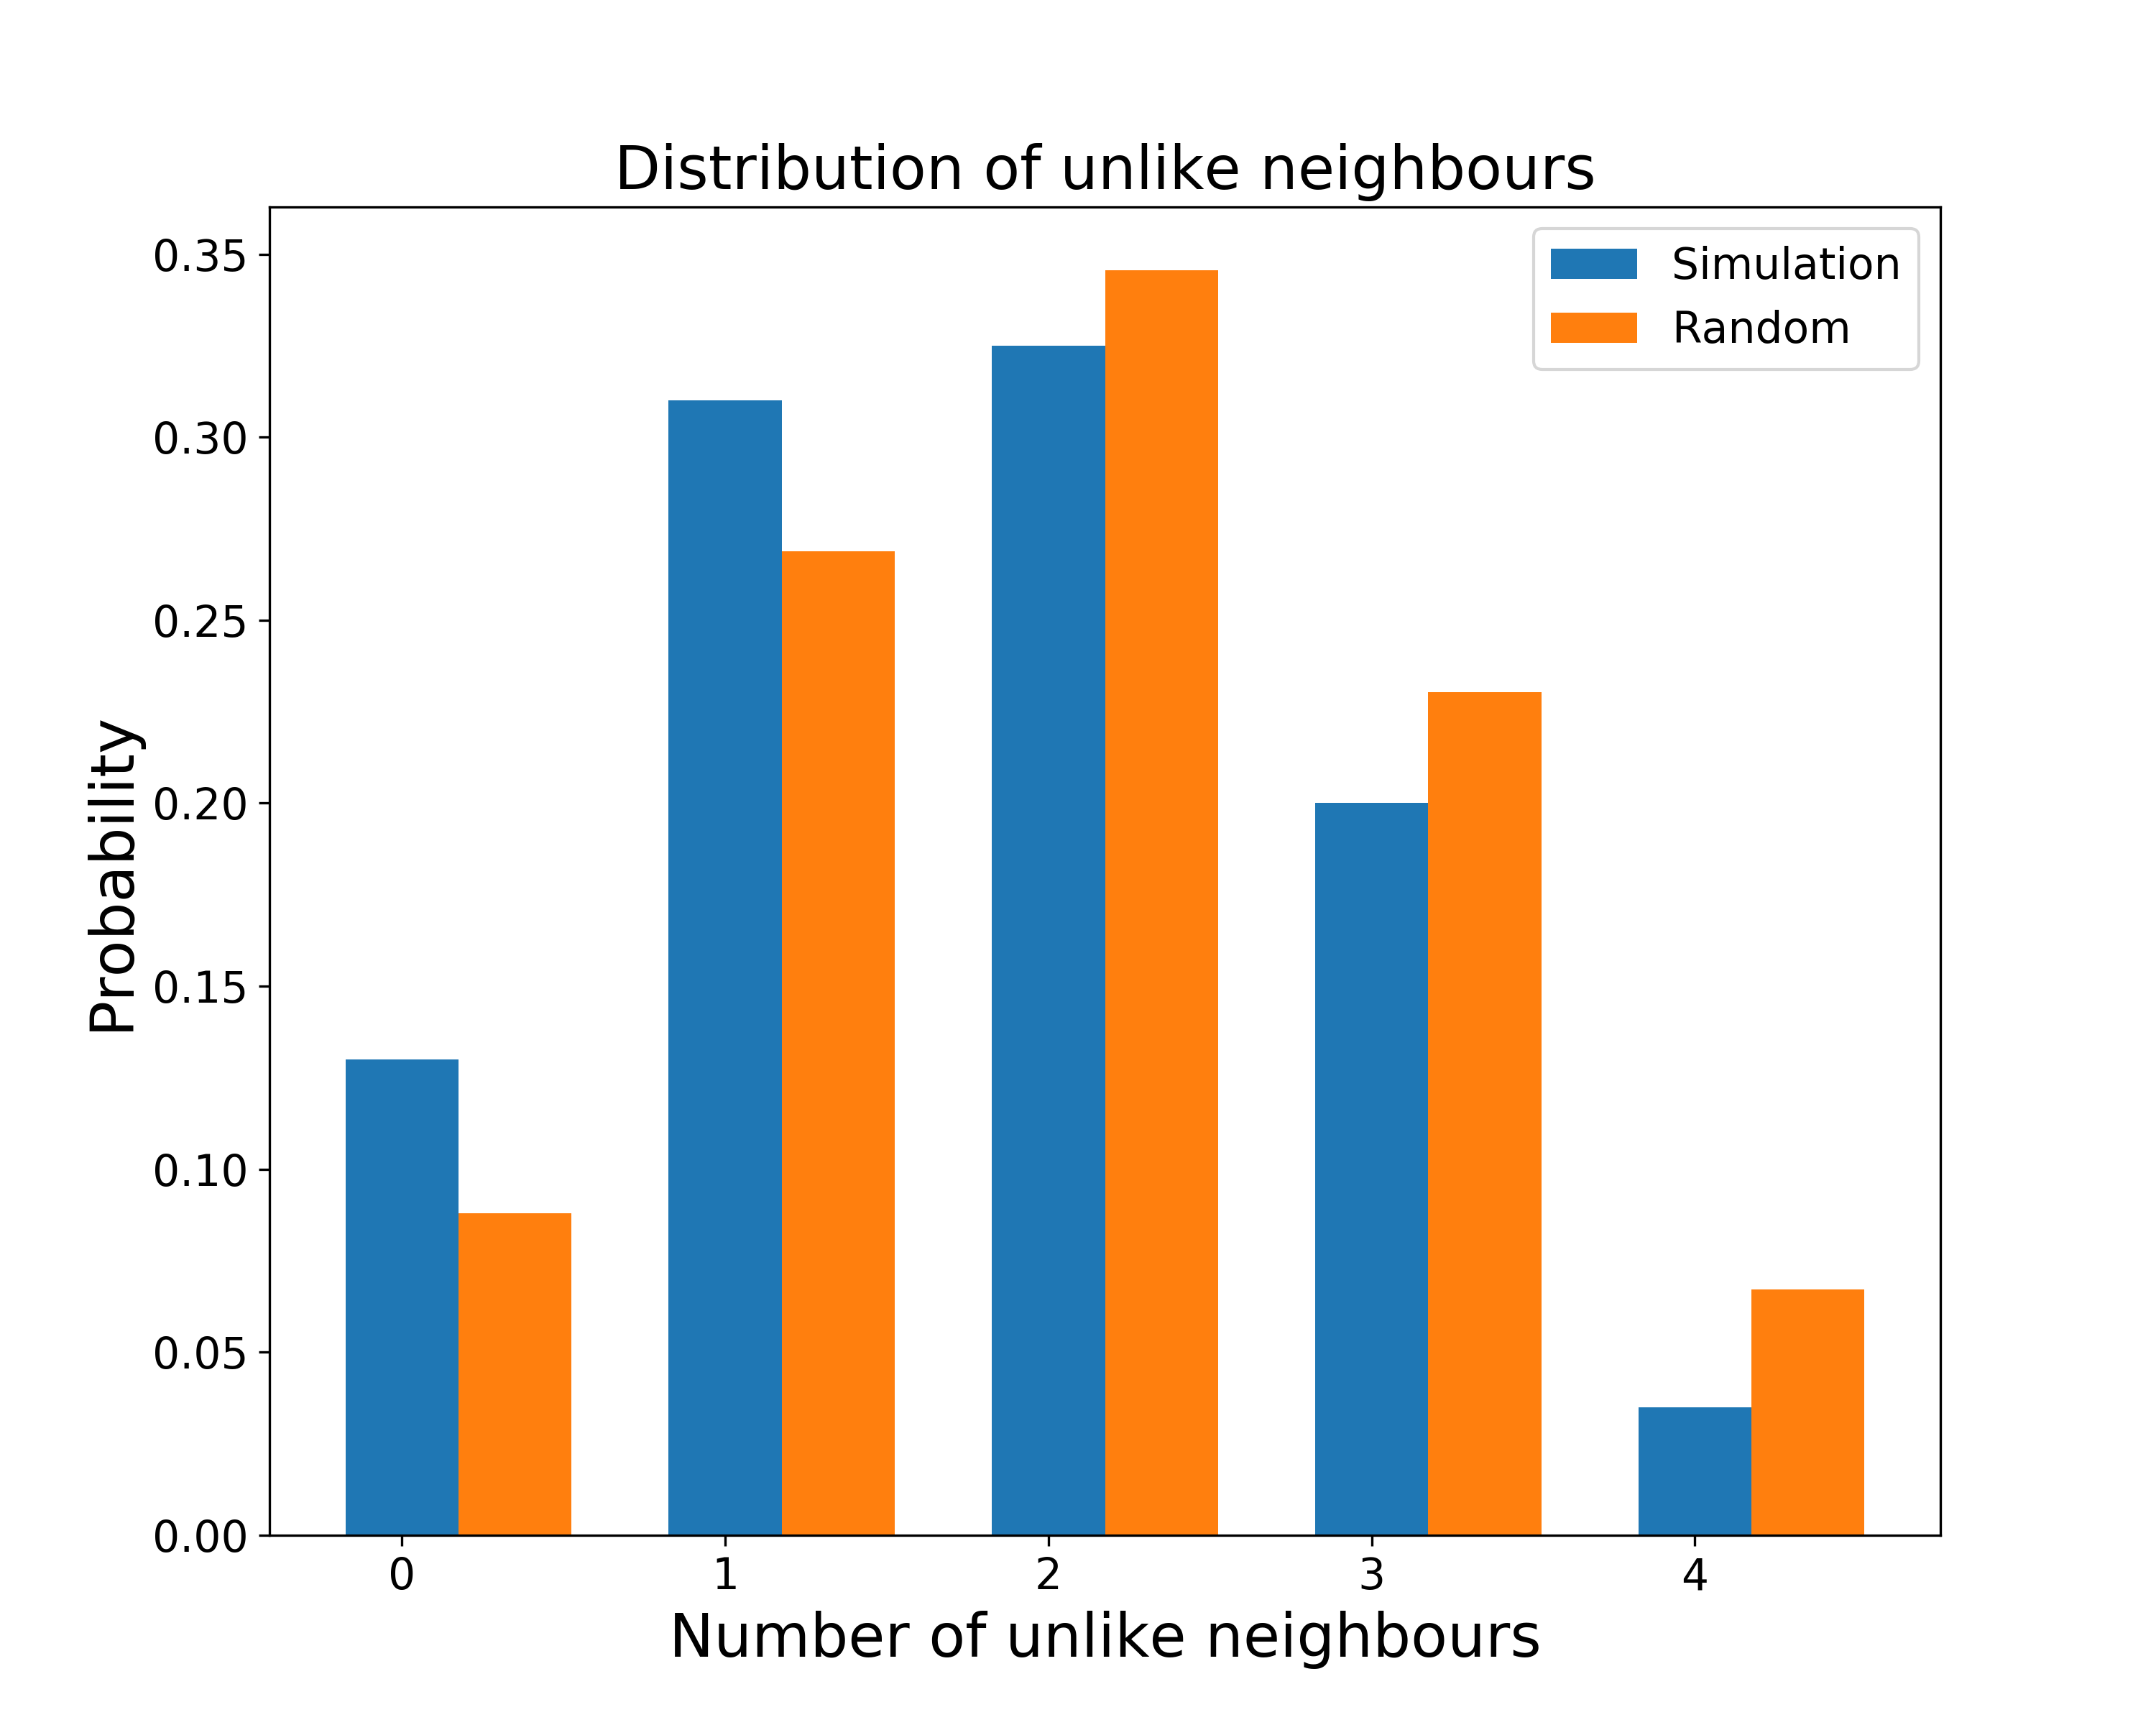 Distribution of unlike neighbours
Simulation
Random
Probability
0.35
0.30
0.25
0.20
0.15
0.10
0.05
0.00
0 1 2 3 4
Number of unlike neighbours